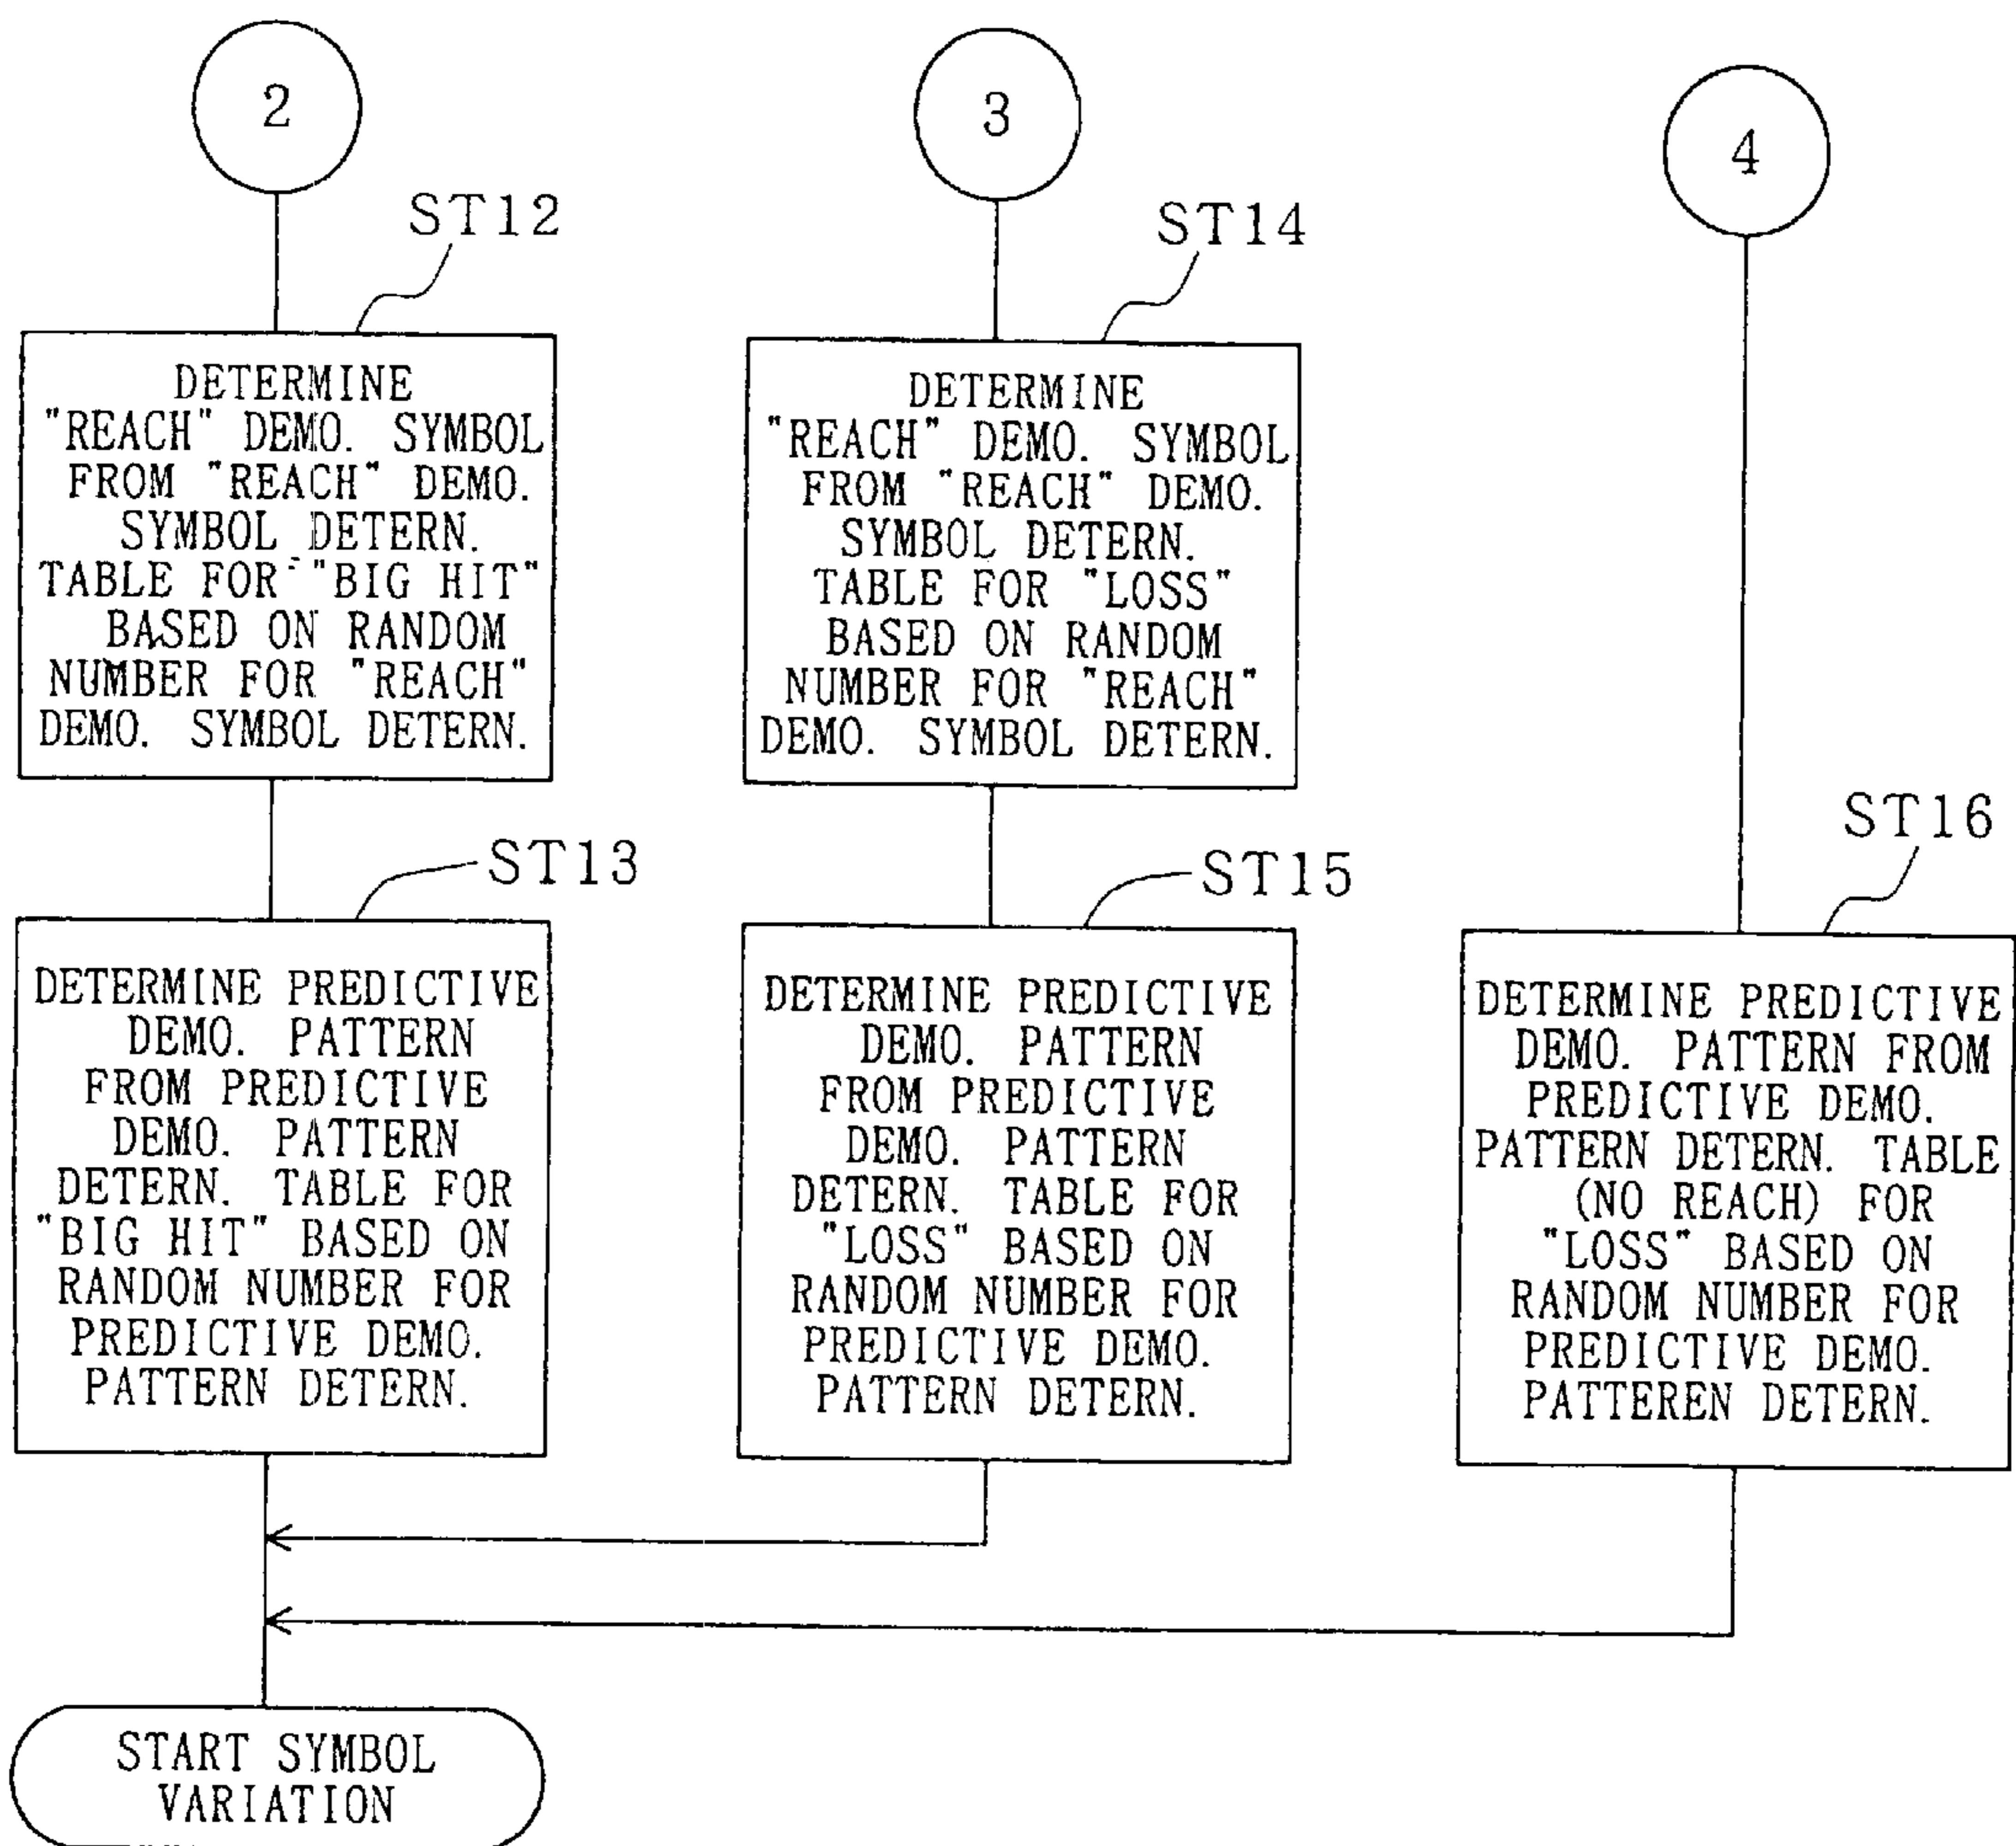 2
3
4
ST12
DETERMINE
"REACH" DEMO. SYMBOL
FROM "REACH" DEMO.
SYMBOL DETERN.
TABLE FOR "BIG HIT"
BASED ON RANDOM
NUMBER FOR "REACH"
DEMO. SYMBOL DETERN.
ST14
DETERMINE
"REACH" DEMO. SYMBOL
FROM "REACH" DEMO.
SYMBOL DETERN.
TABLE FOR "LOSS"
BASED ON RANDOM
NUMBER FOR "REACH"
DEMO. SYMBOL DETERN.
ST13
DETERMINE PREDICTIVE
DEMO. PATTERN
FROM PREDICTIVE
DEMO. PATTERN
DETERN. TABLE FOR
"BIG HIT" BASED ON
RANDOM NUMBER FOR
PREDICTIVE DEMO.
PATTERN DETERN.
ST15
DETERMINE PREDICTIVE
DEMO. PATTERN
FROM PREDICTIVE
DEMO. PATTERN
DETERN. TABLE FOR
"LOSS" BASED ON
RANDOM NUMBER FOR
PREDICTIVE DEMO.
PATTERN DETERN.
ST16
DETERMINE PREDICTIVE
DEMO. PATTERN FROM
PREDICTIVE DEMO.
PATTERN DETERN. TABLE
(NO REACH) FOR
"LOSS" BASED ON
RANDOM NUMBER FOR
PREDICTIVE DEMO.
PATTEREN DETERN.
START SYMBOL
VARIATION